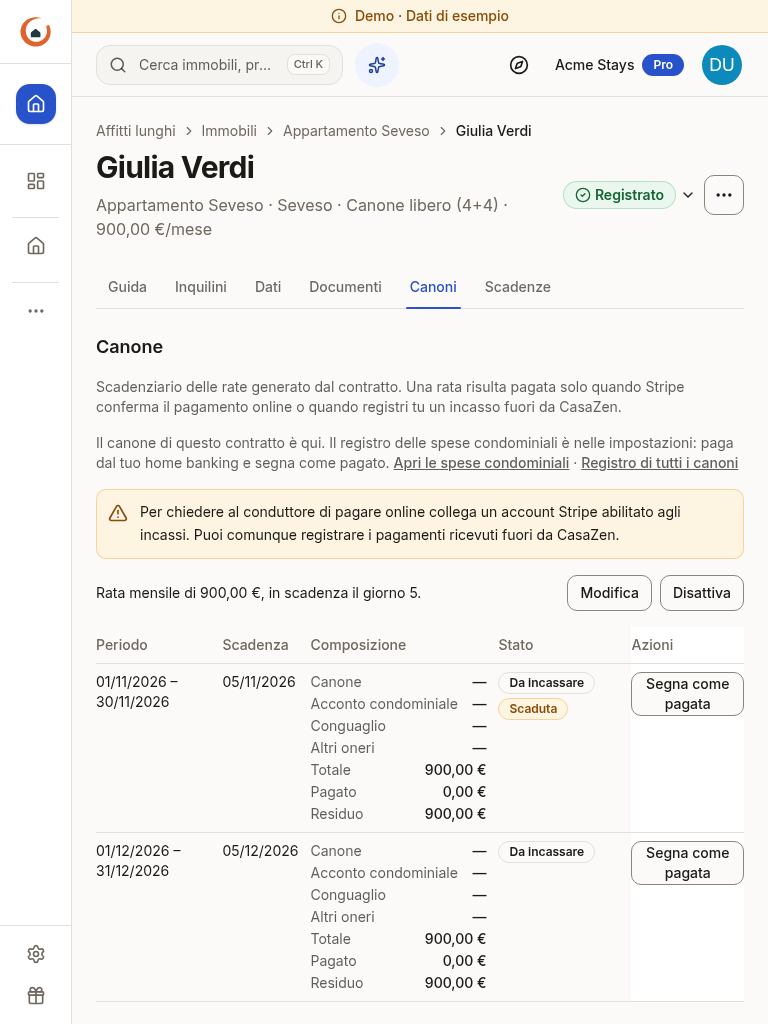 Demo · Dati di esempio
Cerca immobili, pr...
Ctrl K
Acme Stays
Pro
DU
Affitti lunghi > Immobili > Appartamento Seveso > Giulia Verdi
Giulia Verdi
Appartamento Seveso · Seveso · Canone libero (4+4) ·
900,00 €/mese
Registrato
Guida
Inquilini
Dati
Documenti
Canoni
Scadenze
Canone
Scadenziario delle rate generato dal contratto. Una rata risulta pagata solo quando Stripe
conferma il pagamento online o quando registri tu un incasso fuori da CasaZen.
Il canone di questo contratto è qui. Il registro delle spese condominiali è nelle impostazioni: paga
dal tuo home banking e segna come pagato. Apri le spese condominiali · Registro di tutti i canoni
Per chiedere al conduttore di pagare online collega un account Stripe abilitato agli
incassi. Puoi comunque registrare i pagamenti ricevuti fuori da CasaZen.
Rata mensile di 900,00 €, in scadenza il giorno 5.
Modifica
Disattiva
Periodo
Scadenza
Composizione
Stato
Azioni
01/11/2026 –
30/11/2026
05/11/2026
Canone —
Acconto condominiale —
Conguaglio —
Altri oneri —
Totale 900,00 €
Pagato 0,00 €
Residuo 900,00 €
Da incassare
Scaduta
Segna come
pagata
01/12/2026 –
31/12/2026
05/12/2026
Canone —
Acconto condominiale —
Conguaglio —
Altri oneri —
Totale 900,00 €
Pagato 0,00 €
Residuo 900,00 €
Da incassare
Segna come
pagata